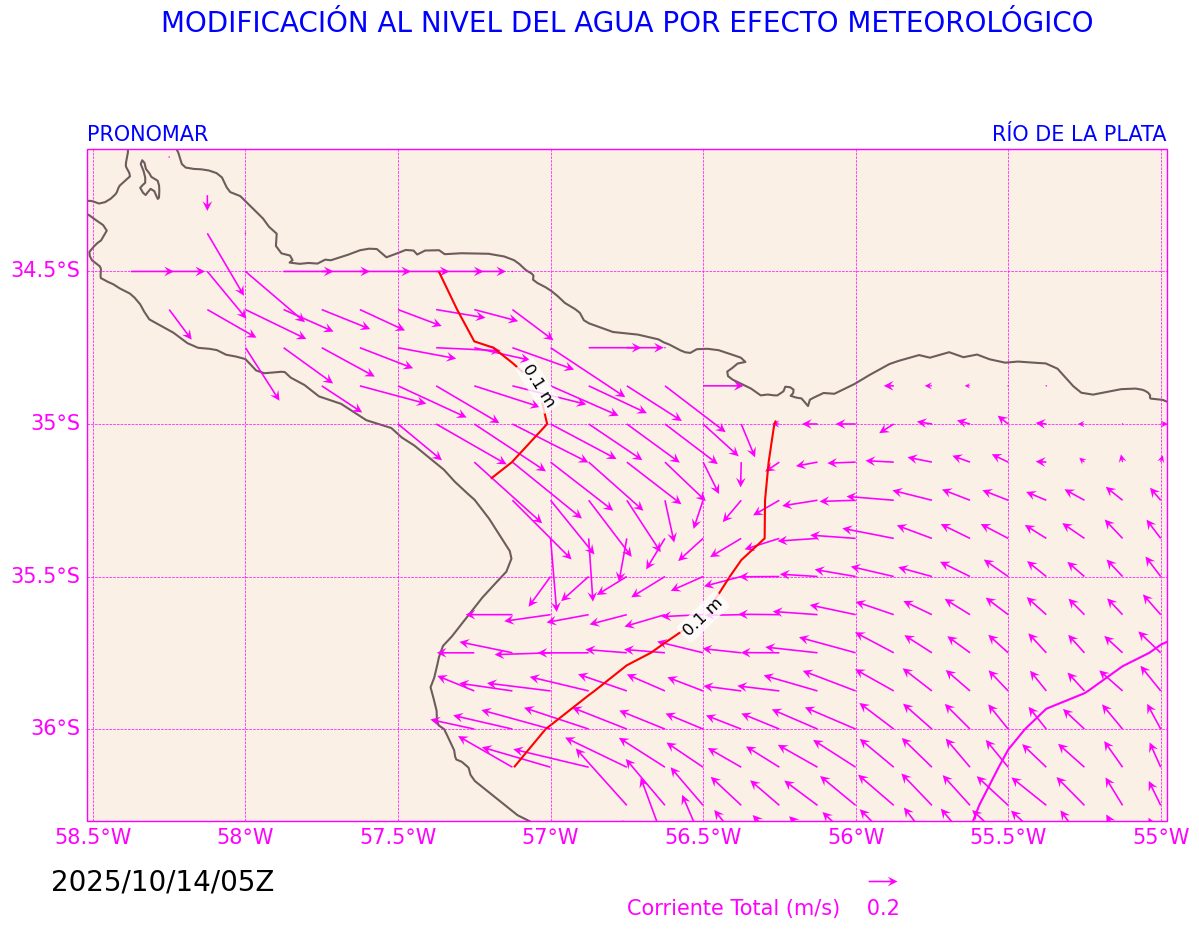 MODIFICACIÓN AL NIVEL DEL AGUA POR EFECTO METEOROLÓGICO
PRONOMAR
RÍO DE LA PLATA
34.5°S
35°S
35.5°S
36°S
0.1 m
0.1 m
58.5°W
58°W
57.5°W
57°W
56.5°W
56°W
55.5°W
55°W
2025/10/14/05Z
Corriente Total (m/s)
0.2